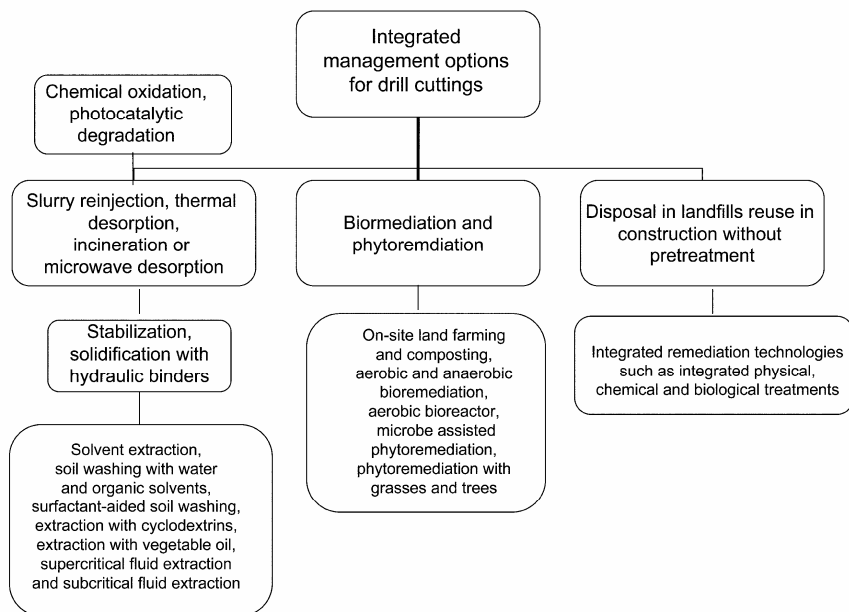 Integrated
management options
for drill cuttings
Chemical oxidation,
photocatalytic
degradation
Slurry reinjection, thermal
desorption,
incineration or
microwave desorption
Biormediation and
phytoremdiation
Disposal in landfills reuse in
construction without
pretreatment
Stabilization,
solidification with
hydraulic binders
On-site land farming
and composting,
aerobic and anaerobic
bioremediation,
aerobic bioreactor,
microbe assisted
phytoremediation,
phytoremediation with
grasses and trees
Integrated remediation technologies
such as integrated physical,
chemical and biological treatments
Solvent extraction,
soil washing with water
and organic solvents,
surfactant-aided soil washing,
extraction with cyclodextrins,
extraction with vegetable oil,
supercritical fluid extraction
and subcritical fluid extraction